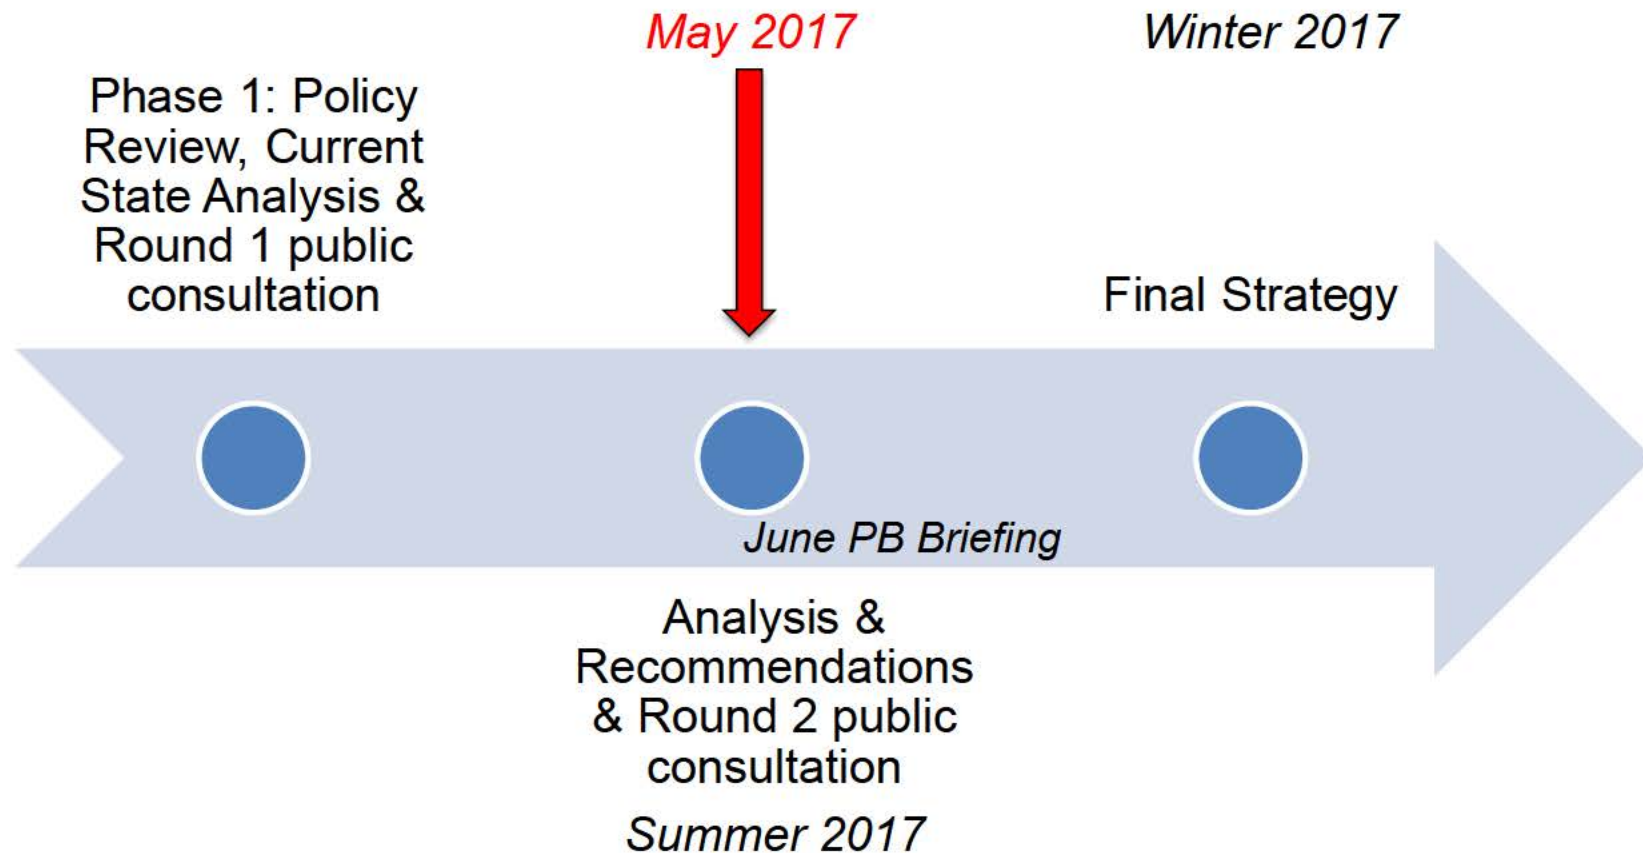 May 2017
Winter 2017
Phase 1: Policy
Review, Current
State Analysis &
Round 1 public
consultation
Final Strategy
June PB Briefing
Analysis &
Recommendations
& Round 2 public
consultation
Summer 2017